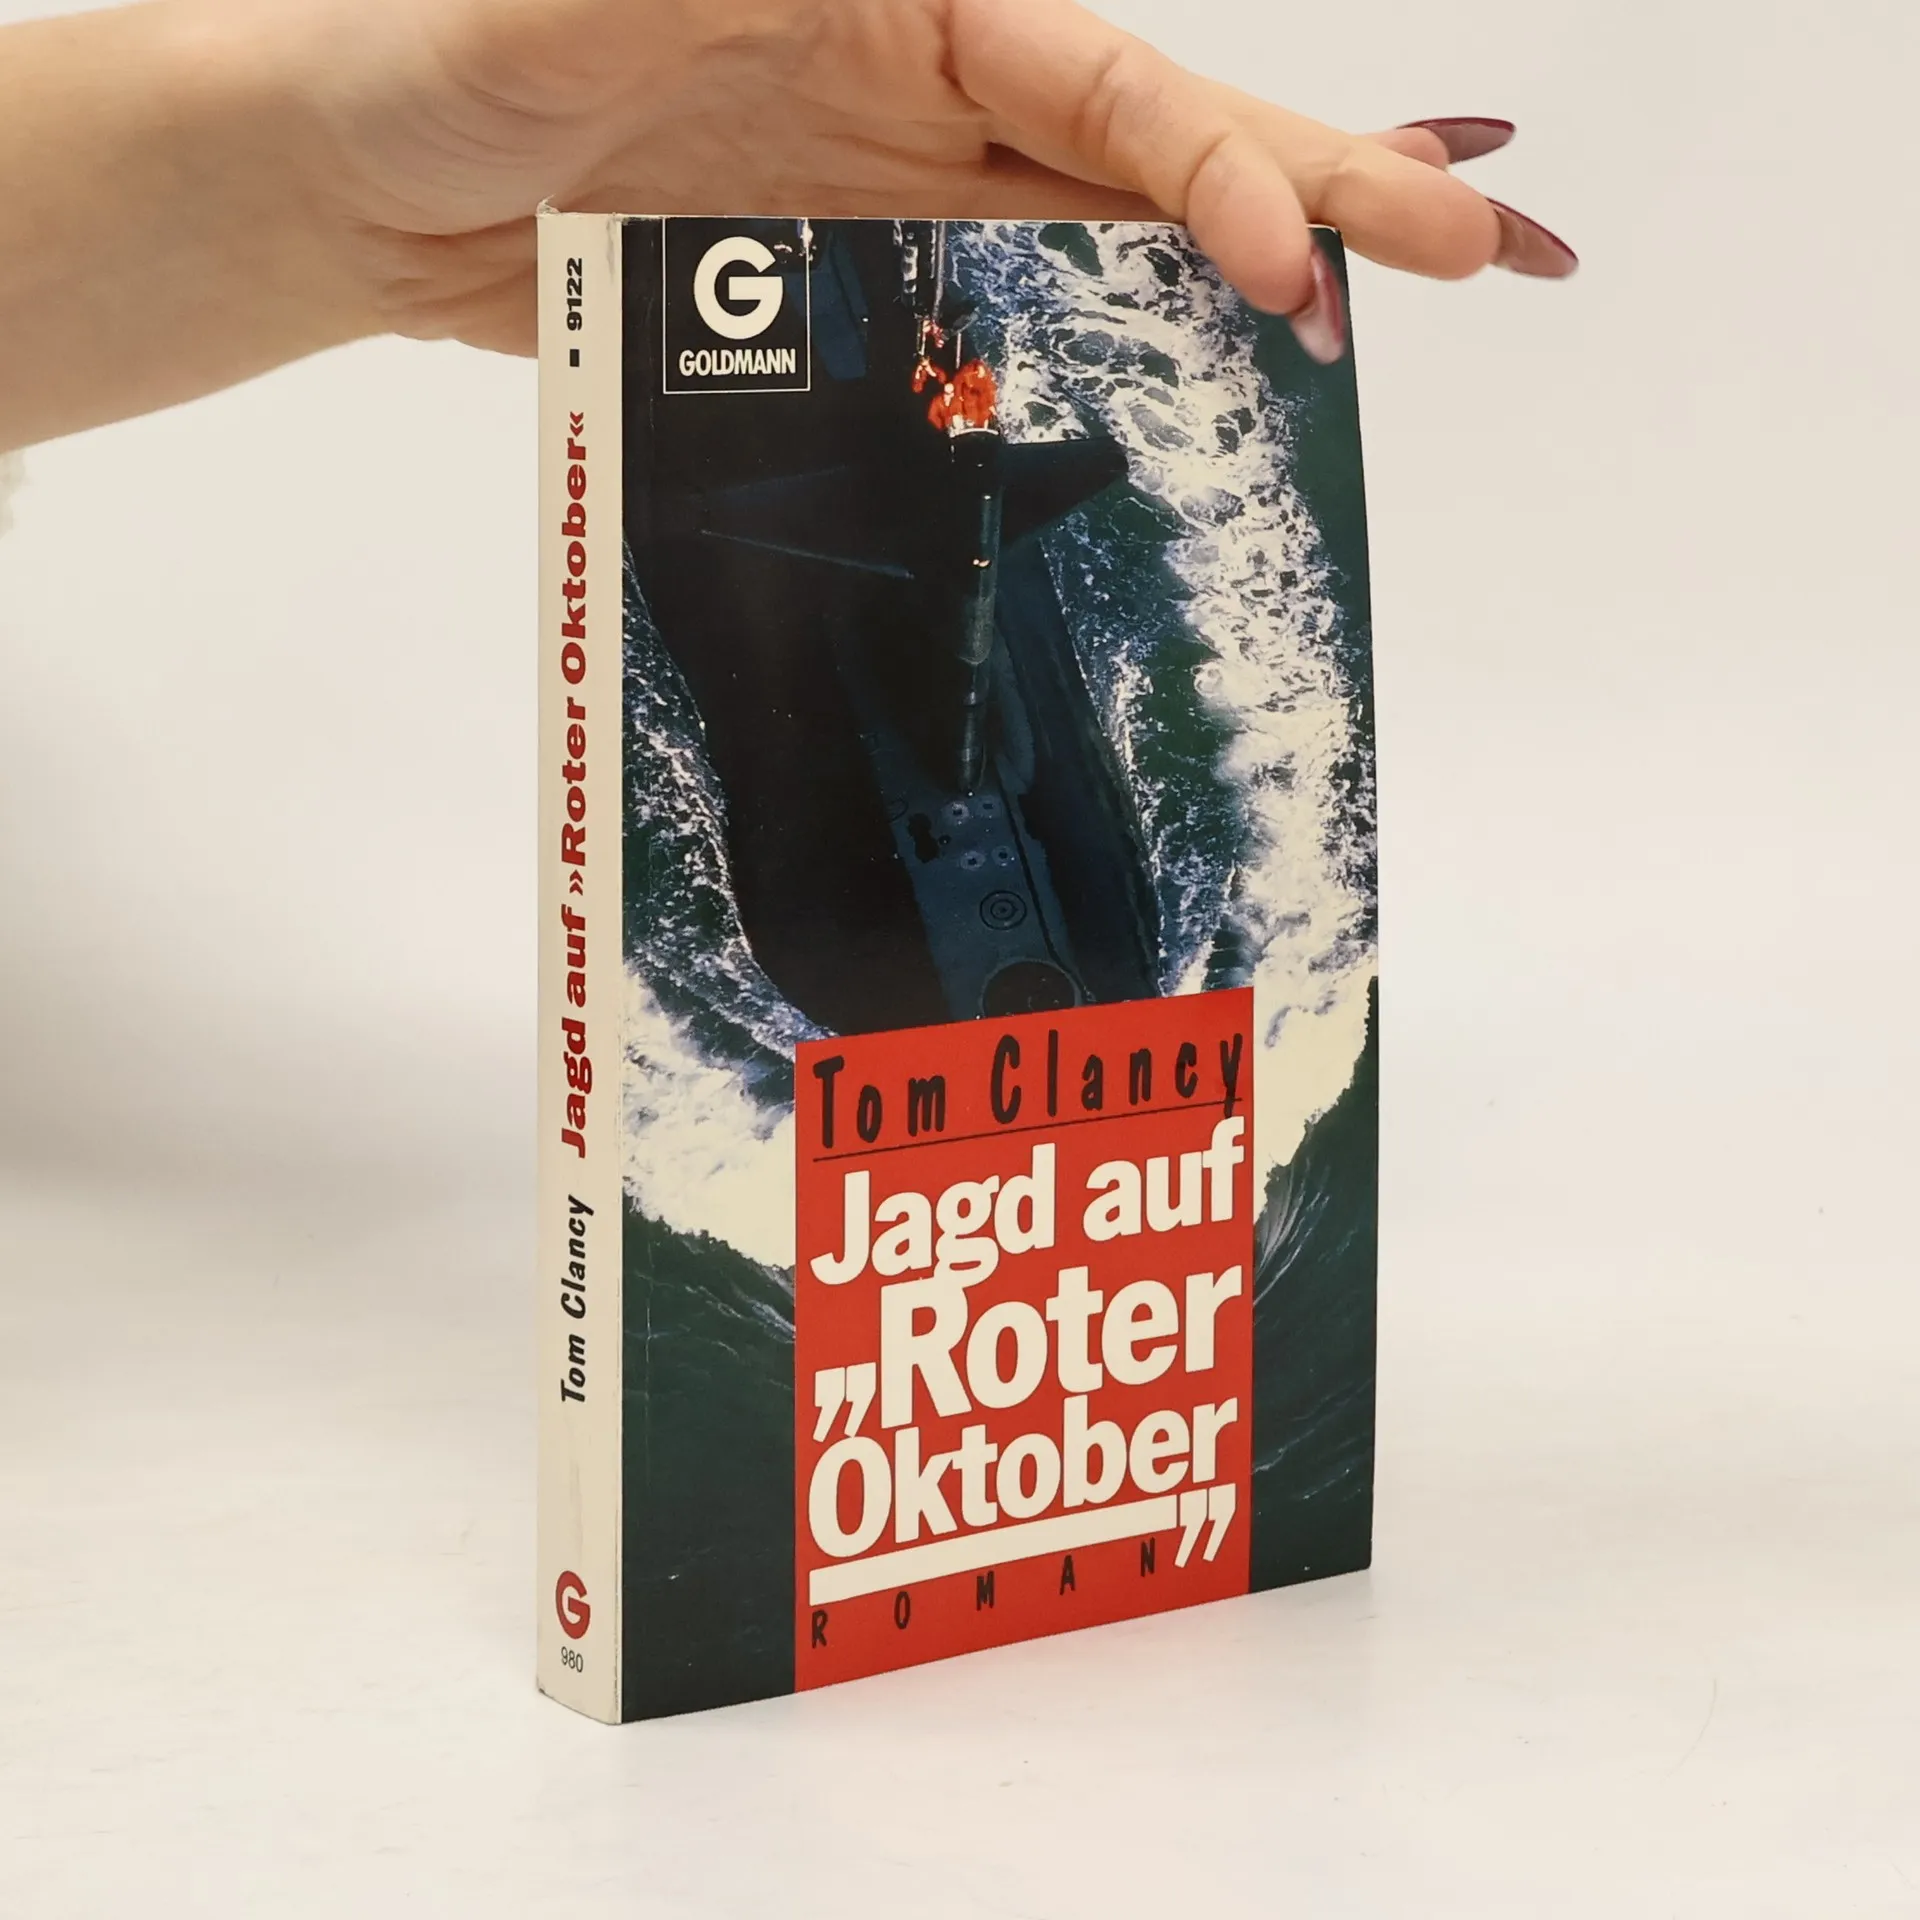 G
GOLDMANN
Tom Clancy
Jagd auf
„Roter
Oktober”
ROMAN
Tom Clancy Jagd auf »Roter Oktober« ▪ 9122
G
980